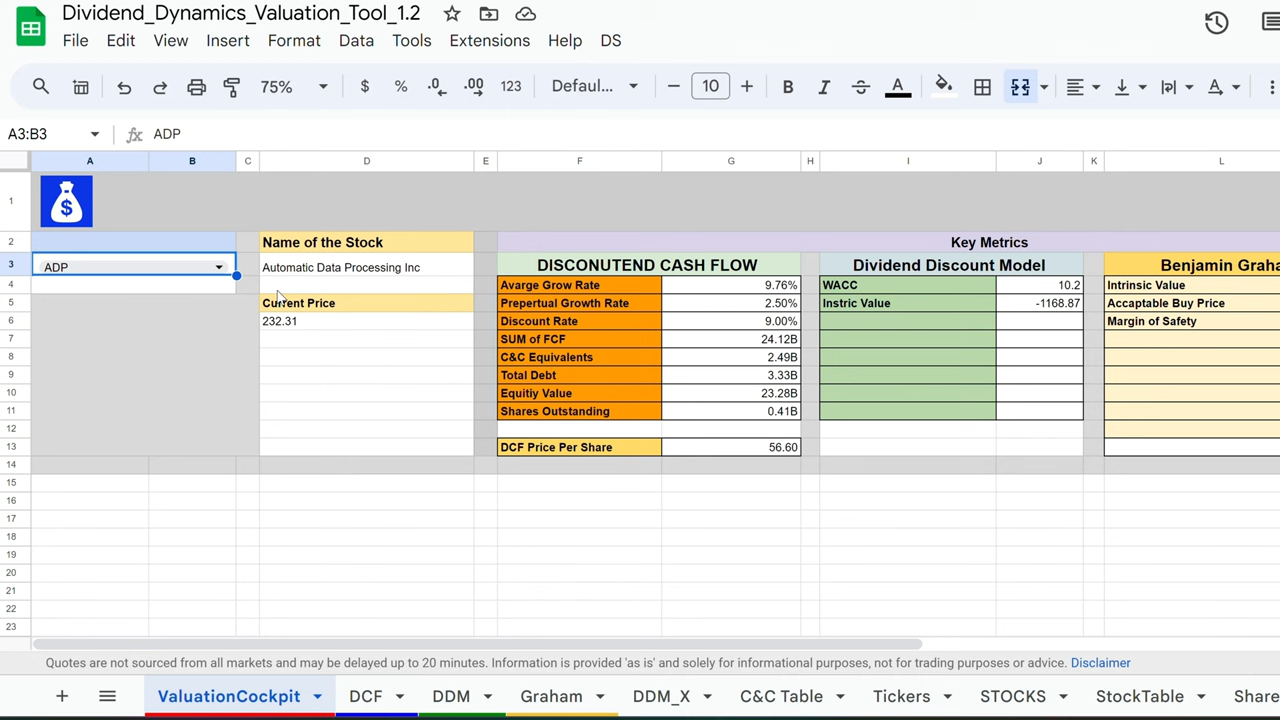 Dividend_Dynamics_Valuation_Tool_1.2
File Edit View Insert Format Data Tools Extensions Help DS
75% $ % .0 .00 123 Defaul... 10 B I S A A
A3:B3 fx ADP
A B C D E F G H I J K L
1
$
2 Name of the Stock Key Metrics
3 ADP Automatic Data Processing Inc DISCONUTEND CASH FLOW Dividend Discount Model Benjamin Graha
4 Avarge Grow Rate 9.76% WACC 10.2 Intrinsic Value
5 Current Price Prepertual Growth Rate 2.50% Instric Value -1168.87 Accaptable Buy Price
6 232.31 Discount Rate 9.00% Margin of Safety
7 SUM of FCF 24.12B
8 C&C Equivalents 2.49B
9 Total Debt 3.33B
10 Equitiy Value 23.28B
11 Shares Outstanding 0.41B
12
13 DCF Price Per Share 56.60
14
15
16
17
18
19
20
21
22
23
Quotes are not sourced from all markets and may be delayed up to 20 minutes. Information is provided 'as is' and solely for informational purposes, not for trading purposes or advice. Disclaimer
ValuationCockpit DCF DDM Graham DDM_X C&C Table Tickers STOCKS StockTable Share